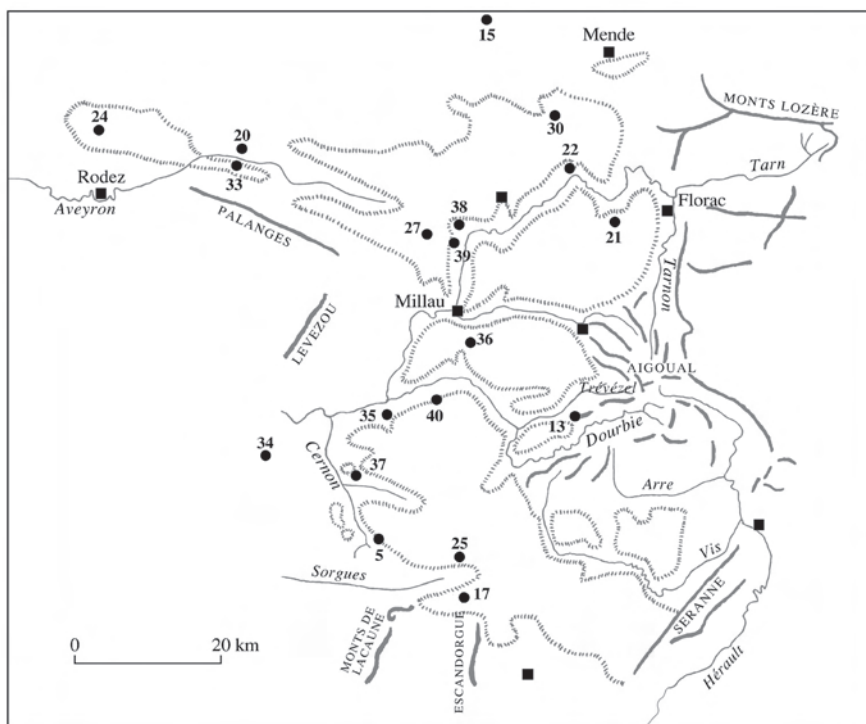 15
Mende
24
MONTS LOZÈRE
30
20
22
Tarn
33
Rodez
Aveyron
Florac
38
PALANGES
27
21
39
Tarnon
Millau
LEVEZOU
36
AIGOUAL
Trévézel
35
40
13
Dourbie
34
Cernon
37
Arre
5
25
Vis
Sorgues
17
SERANNE
MONTS DE
LACAUNE
ESCANDORGUE
0 20 km
Hérault